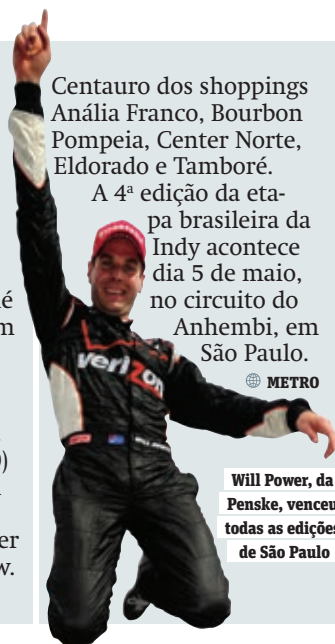 Centauro dos shoppings
Anália Franco, Bourbon
Pompeia, Center Norte,
Eldorado e Tamboré.
A 4ª edição da eta-
pa brasileira da
Indy acontece
dia 5 de maio,
no circuito do
Anhembi, em
São Paulo.
METRO
verizon
Will Power, da
Penske, venceu
todas as edições
de São Paulo